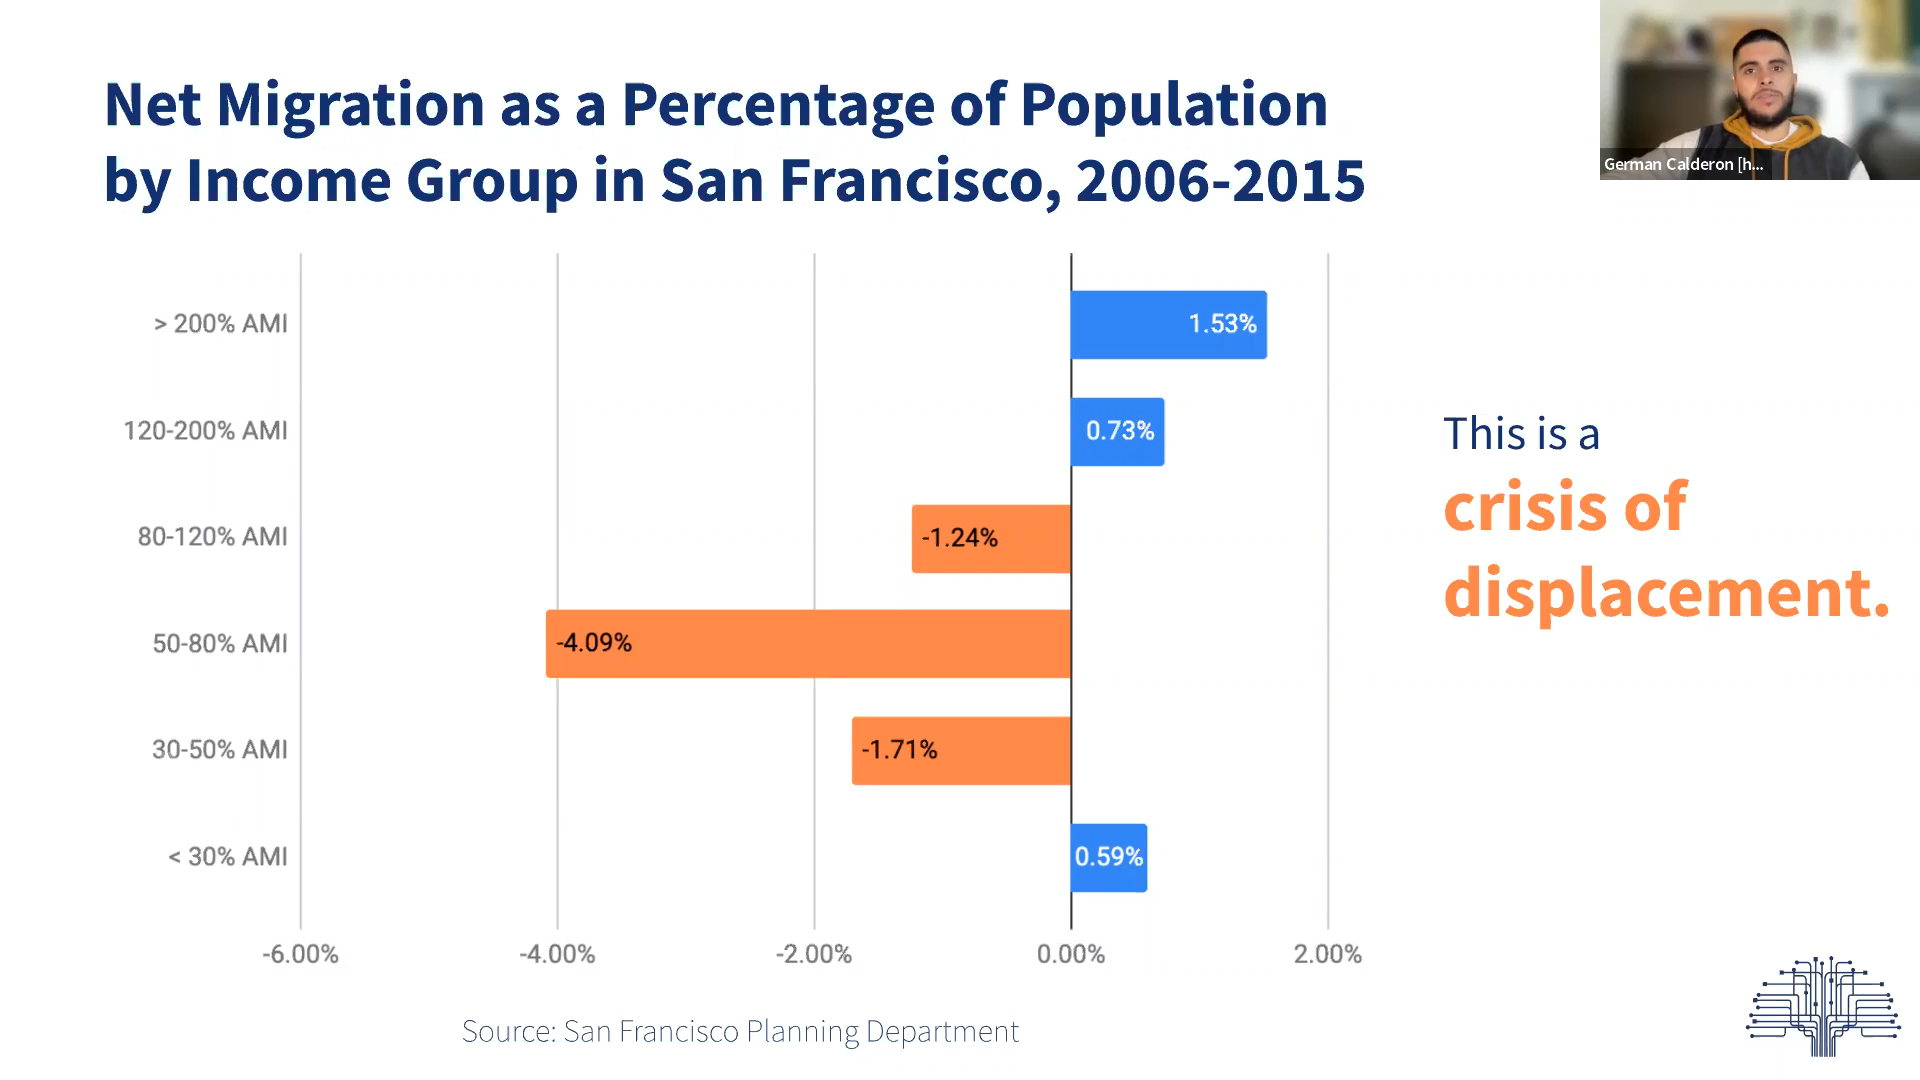 Net Migration as a Percentage of Population
by Income Group in San Francisco, 2006-2015
German Calderon [h...
> 200% AMI
1.53%
120-200% AMI
0.73%
80-120% AMI
-1.24%
50-80% AMI
-4.09%
30-50% AMI
-1.71%
< 30% AMI
0.59%
-6.00%
-4.00%
-2.00%
0.00%
2.00%
This is a
crisis of
displacement.
Source: San Francisco Planning Department